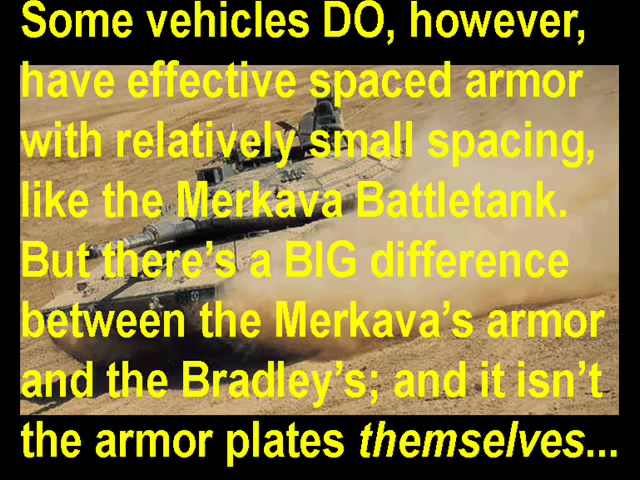 Some vehicles DO, however,
have effective spaced armor
with relatively small spacing,
like the Merkava Battletank.
But there’s a BIG difference
between the Merkava’s armor
and the Bradley’s; and it isn’t
the armor plates themselves...